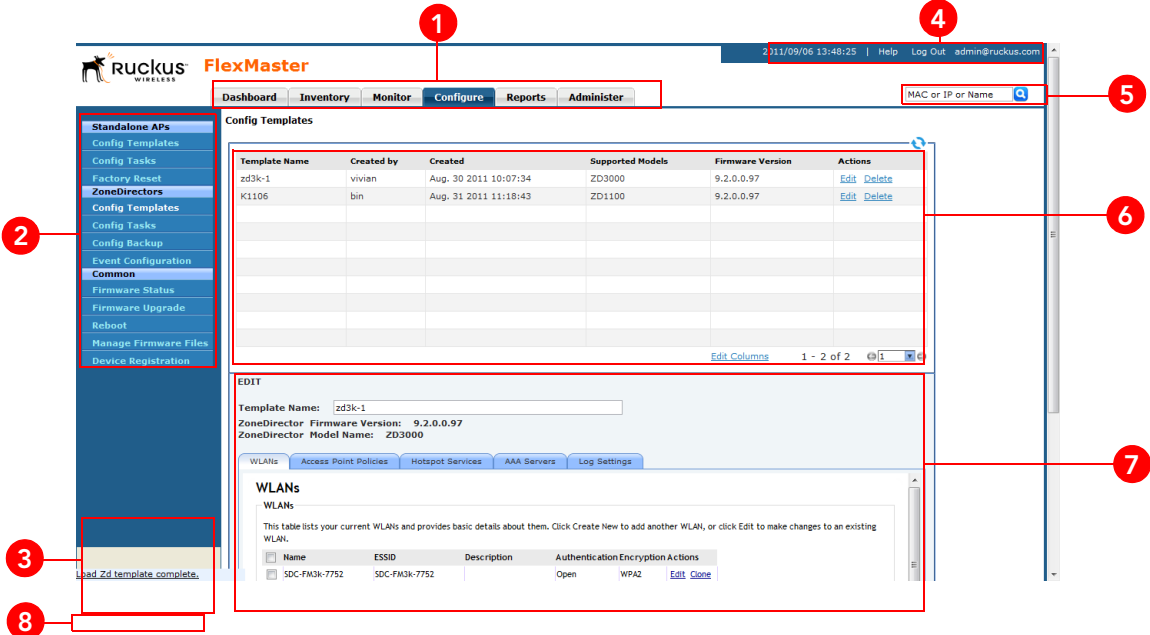 1
4
2011/09/06 13:48:25 | Help Log Out admin@ruckus.com
Ruckus WIRELESS FlexMaster
Dashboard Inventory Monitor Configure Reports Administer
MAC or IP or Name
5
Standalone APs
Config Templates
Config Tasks
Factory Reset
ZoneDirectors
Config Templates
Config Tasks
Config Backup
Event Configuration
Common
Firmware Status
Firmware Upgrade
Reboot
Manage Firmware Files
Device Registration
2
Config Templates
Template Name Created by Created Supported Models Firmware Version Actions
zd3k-1 vivian Aug. 30 2011 10:07:34 ZD3000 9.2.0.0.97 Edit Delete
K1106 bin Aug. 31 2011 11:18:43 ZD1100 9.2.0.0.97 Edit Delete
6
Edit Columns 1 - 2 of 2 1
EDIT
Template Name: zd3k-1
ZoneDirector Firmware Version: 9.2.0.0.97
ZoneDirector Model Name: ZD3000
WLANs Access Point Policies Hotspot Services AAA Servers Log Settings
7
WLANs
WLANs
This table lists your current WLANs and provides basic details about them. Click Create New to add another WLAN, or click Edit to make changes to an existing
WLAN.
Name ESSID Description Authentication Encryption Actions
SDC-FM3k-7752 SDC-FM3k-7752 Open WPA2 Edit Clone
3
Load Zd template complete.
8